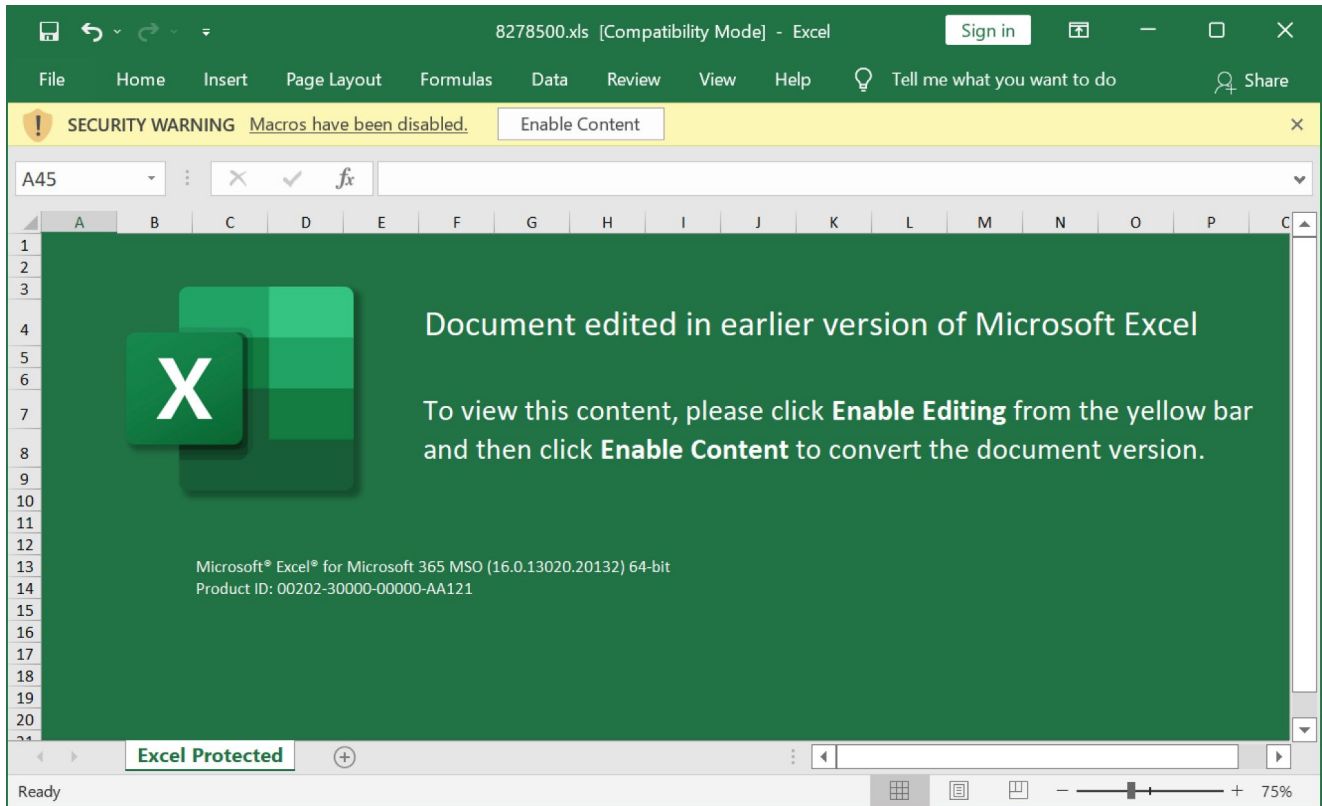 8278500.xls [Compatibility Mode] - Excel
Sign in
File Home Insert Page Layout Formulas Data Review View Help Tell me what you want to do Share
SECURITY WARNING Macros have been disabled. Enable Content
A45 fx
A B C D E F G H I J K L M N O P
1
2
3
4
5
6
7
8
9
10
11
12
13
14
15
16
17
18
19
20
X
Document edited in earlier version of Microsoft Excel
To view this content, please click Enable Editing from the yellow bar
and then click Enable Content to convert the document version.
Microsoft® Excel® for Microsoft 365 MSO (16.0.13020.20132) 64-bit
Product ID: 00202-30000-00000-AA121
Excel Protected
Ready 75%